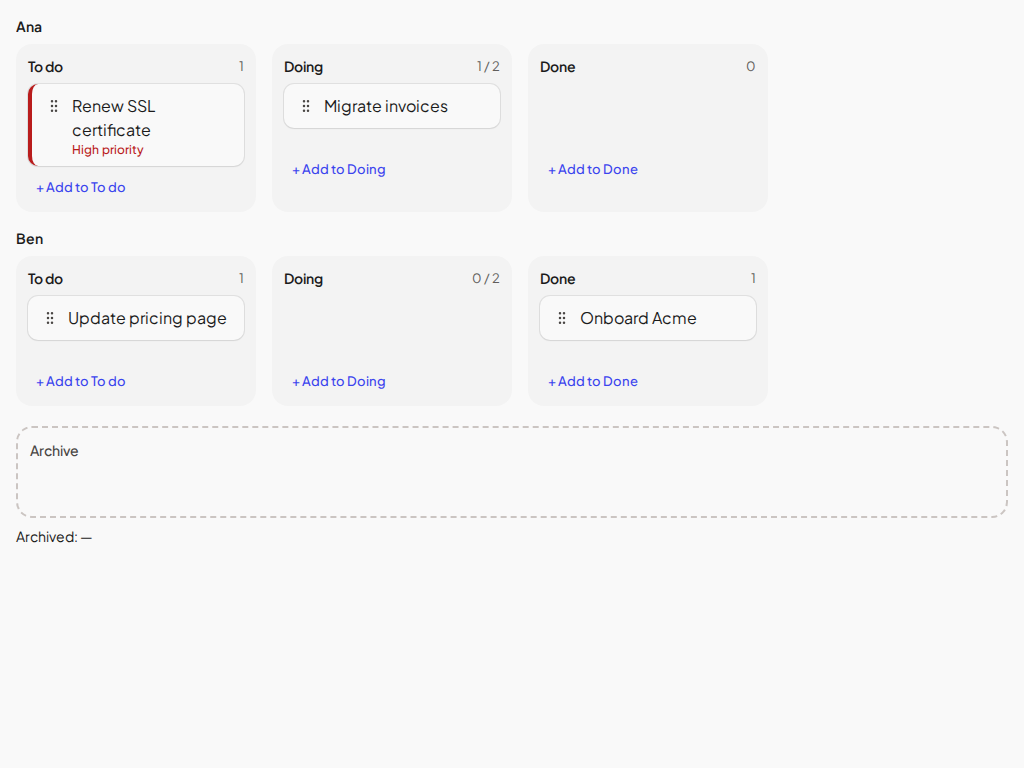 Ana
To do 1
Doing 1 / 2
Done 0
Renew SSL
certificate
High priority
Migrate invoices
+ Add to To do
+ Add to Doing
+ Add to Done
Ben
To do 1
Doing 0 / 2
Done 1
Update pricing page
Onboard Acme
+ Add to To do
+ Add to Doing
+ Add to Done
Archive
Archived: —